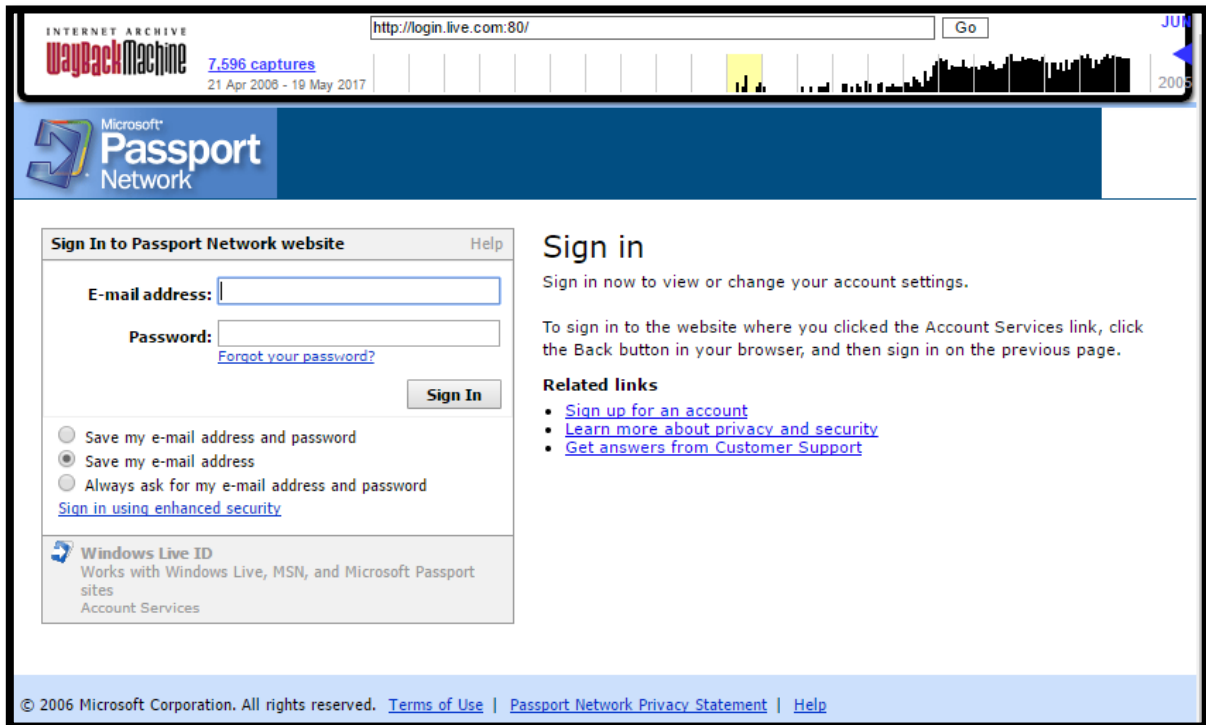 INTERNET ARCHIVE
WayBackMachine
http://login.live.com:80/
Go
JUN
7,596 captures
21 Apr 2006 - 19 May 2017
2005
Microsoft
Passport
Network
Sign In to Passport Network website
Help
E-mail address:
Password:
Forgot your password?
Sign In
Save my e-mail address and password
Save my e-mail address
Always ask for my e-mail address and password
Sign in using enhanced security
Windows Live ID
Works with Windows Live, MSN, and Microsoft Passport
sites
Account Services
Sign in
Sign in now to view or change your account settings.
To sign in to the website where you clicked the Account Services link, click
the Back button in your browser, and then sign in on the previous page.
Related links
• Sign up for an account
• Learn more about privacy and security
• Get answers from Customer Support
© 2006 Microsoft Corporation. All rights reserved. Terms of Use | Passport Network Privacy Statement | Help